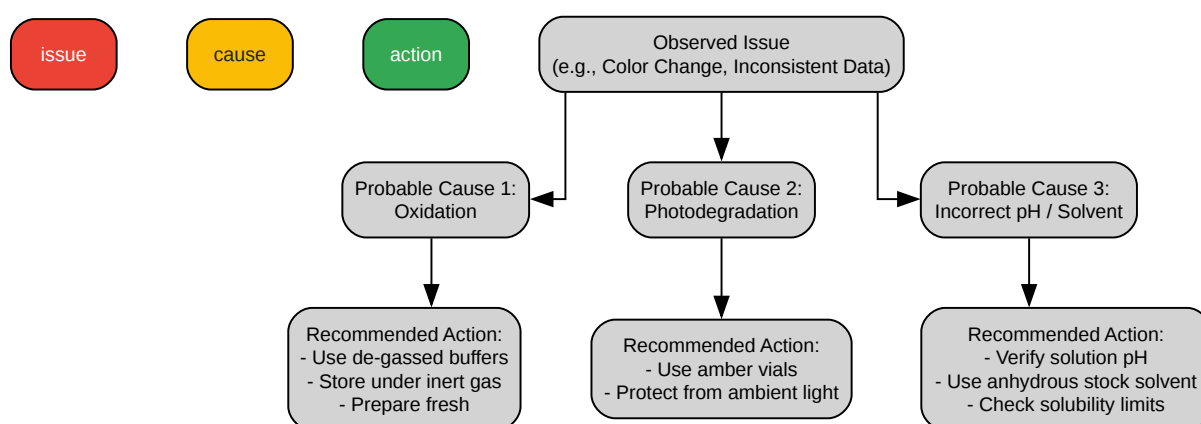 issue
cause
action
Observed Issue
(e.g., Color Change, Inconsistent Data)
Probable Cause 1:
Oxidation
Probable Cause 2:
Photodegradation
Probable Cause 3:
Incorrect pH / Solvent
Recommended Action:
- Use de-gassed buffers
- Store under inert gas
- Prepare fresh
Recommended Action:
- Use amber vials
- Protect from ambient light
Recommended Action:
- Verify solution pH
- Use anhydrous stock solvent
- Check solubility limits